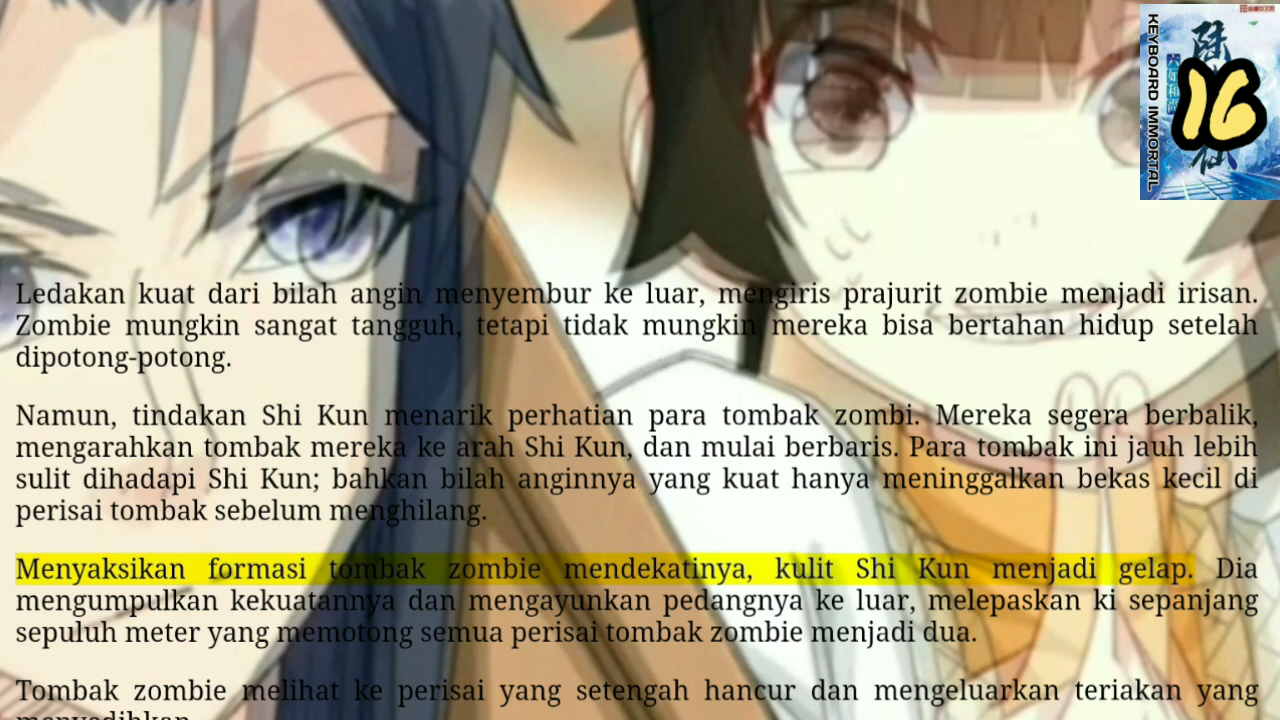 KEYBOARD IMMORTAL
16
Ledakan kuat dari bilah angin menyembur ke luar, mengiris prajurit zombie menjadi irisan.
Zombie mungkin sangat tangguh, tetapi tidak mungkin mereka bisa bertahan hidup setelah
dipotong-potong.
Namun, tindakan Shi Kun menarik perhatian para tombak zombi. Mereka segera berbalik,
mengarahkan tombak mereka ke arah Shi Kun, dan mulai berbaris. Para tombak ini jauh lebih
sulit dihadapi Shi Kun; bahkan bilah anginnya yang kuat hanya meninggalkan bekas kecil di
perisai tombak sebelum menghilang.
Menyaksikan formasi tombak zombie mendekatinya, kulit Shi Kun menjadi gelap. Dia
mengumpulkan kekuatannya dan mengayunkan pedangnya ke luar, melepaskan ki sepanjang
sepuluh meter yang memotong semua perisai tombak zombie menjadi dua.
Tombak zombie melihat ke perisai yang setengah hancur dan mengeluarkan teriakan yang
menyedihkan